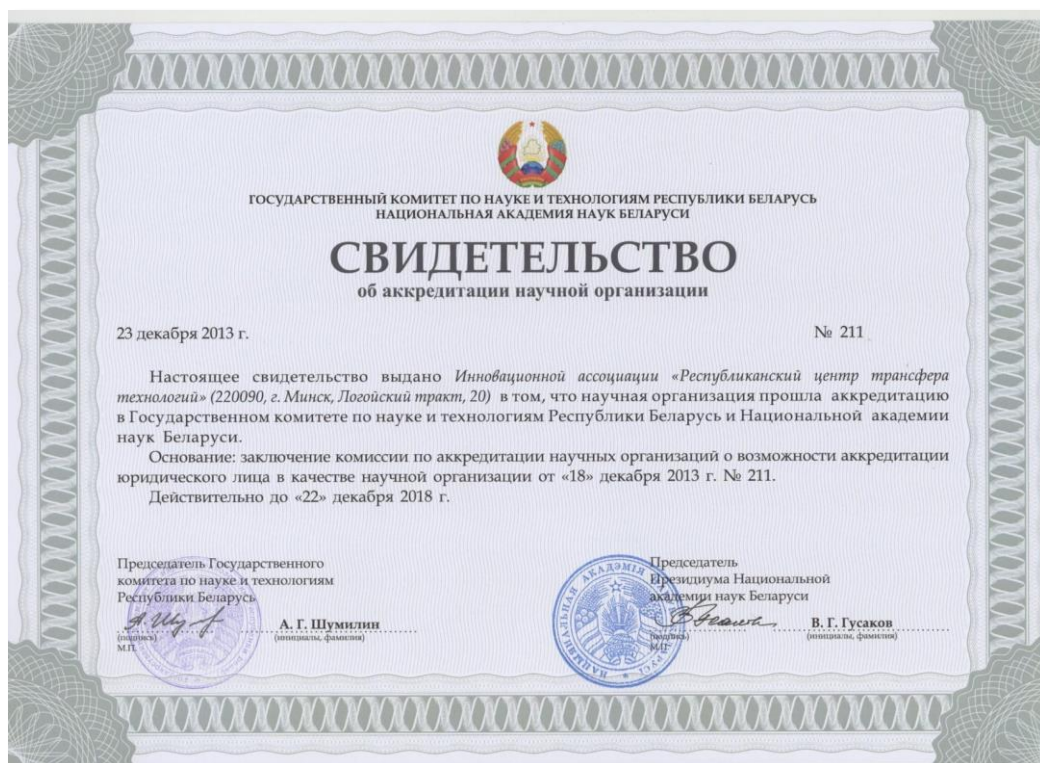 ГОСУДАРСТВЕННЫЙ КОМИТЕТ ПО НАУКЕ И ТЕХНОЛОГИЯМ РЕСПУБЛИКИ БЕЛАРУСЬ
НАЦИОНАЛЬНАЯ АКАДЕМИЯ НАУК БЕЛАРУСИ
СВИДЕТЕЛЬСТВО
об аккредитации научной организации
23 декабря 2013 г. № 211
Настоящее свидетельство выдано Инновационной ассоциации «Республиканский центр трансфера
технологий» (220090, г. Минск, Логойский тракт, 20) в том, что научная организация прошла аккредитацию
в Государственном комитете по науке и технологиям Республики Беларусь и Национальной академии
наук Беларуси.
Основание: заключение комиссии по аккредитации научных организаций о возможности аккредитации
юридического лица в качестве научной организации от «18» декабря 2013 г. № 211.
Действительно до «22» декабря 2018 г.
Председатель Государственного
комитета по науке и технологиям
Республики Беларусь
А. Г. Шумилин
(подпись) (инициалы, фамилия)
М.П.
Председатель
Президиума Национальной
академии наук Беларуси
В. Г. Гусаков
(подпись) (инициалы, фамилия)
М.П.
НАЦЫЯНАЛЬНАЯ АКАДЭМІЯ НАВУК БЕЛАРУСІ